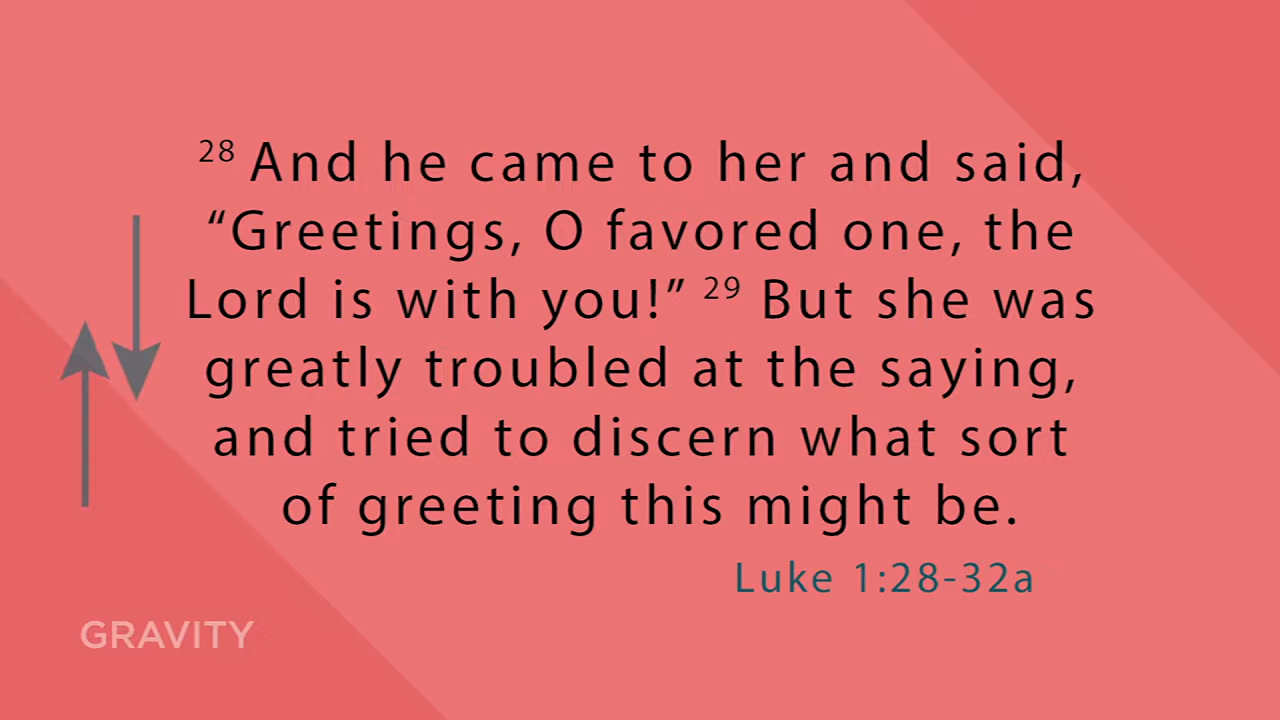 28 And he came to her and said,
“Greetings, O favored one, the
Lord is with you!” 29 But she was
greatly troubled at the saying,
and tried to discern what sort
of greeting this might be.
Luke 1:28-32a
GRAVITY